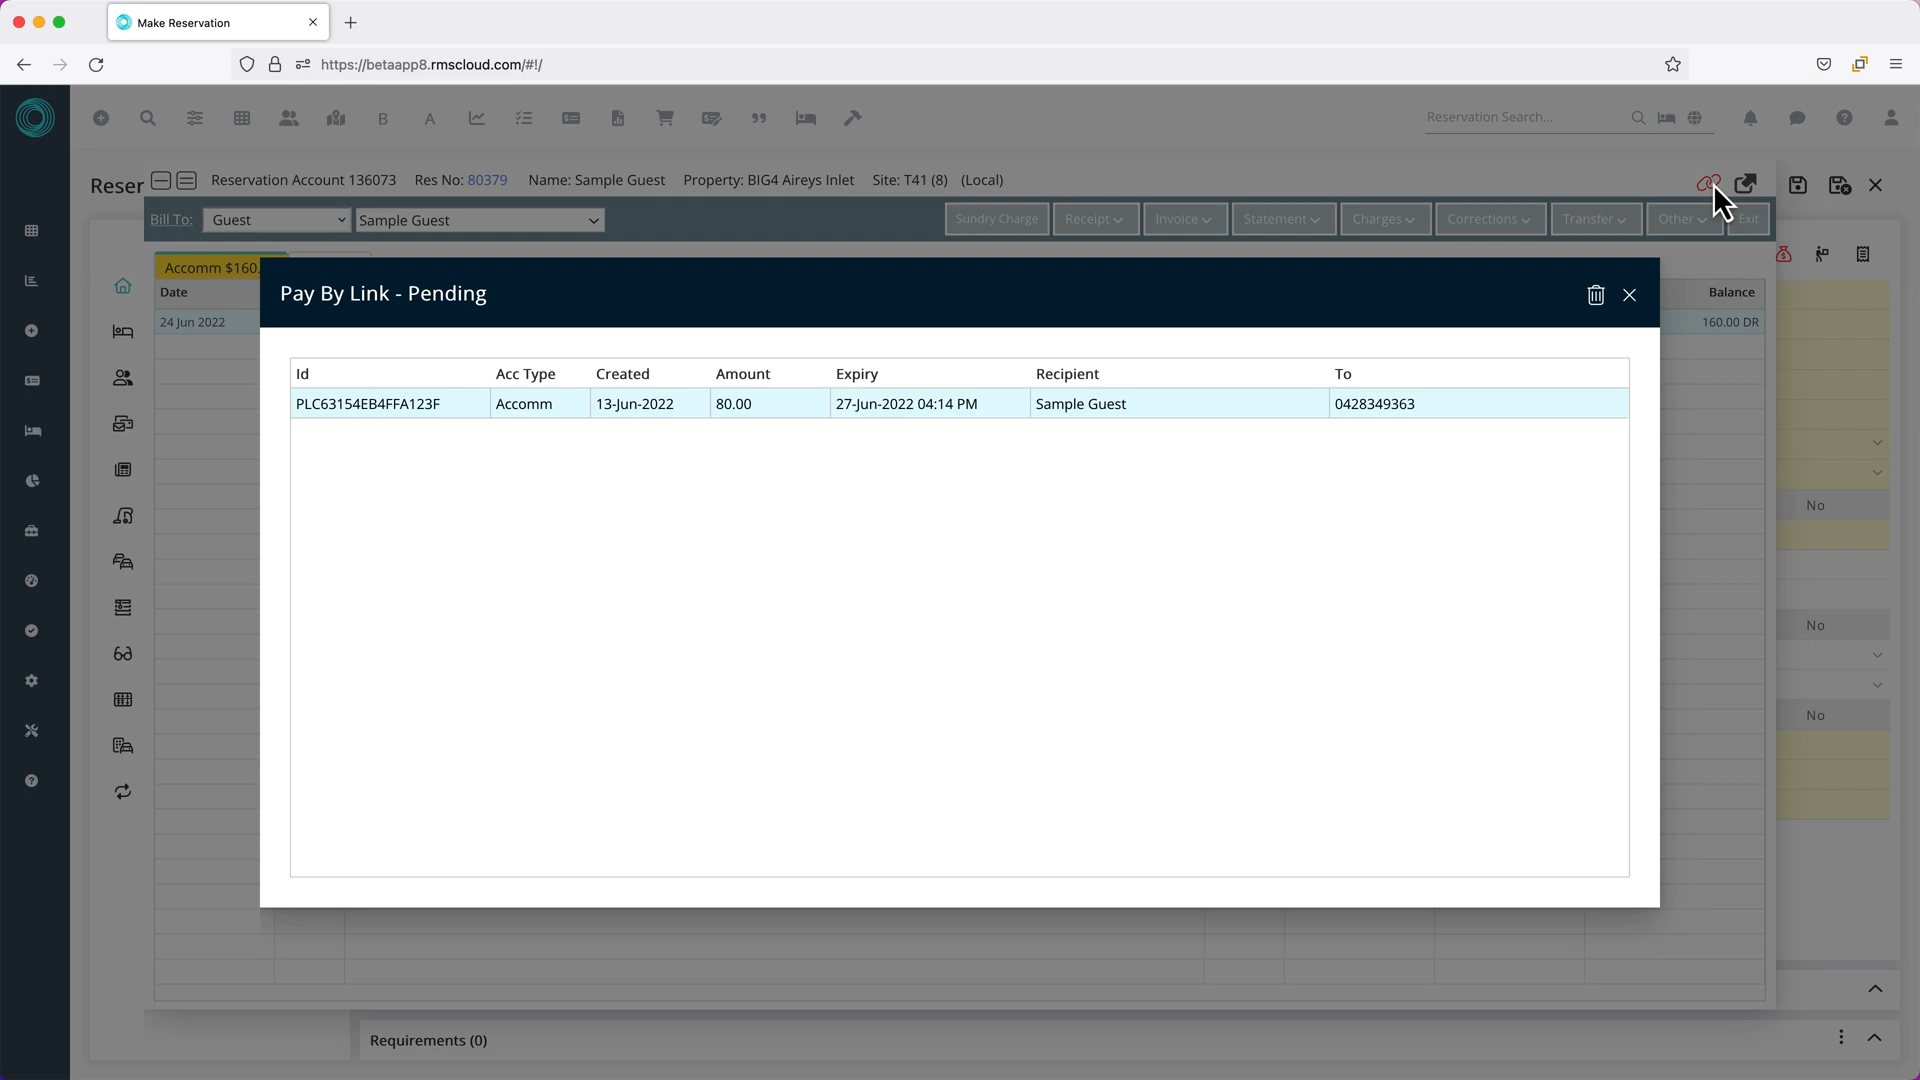 Make Reservation
https://betaapp8.rmscloud.com/#!/
B A
Reservation Search...
Reser
Reservation Account 136073 Res No: 80379 Name: Sample Guest Property: BIG4 Aireys Inlet Site: T41 (8) (Local)
Bill To: Guest Sample Guest Sundry Charge Receipt Invoice Statement Charges Corrections Transfer Other Exit
Accomm $160.
Date Balance
24 Jun 2022 160.00 DR
Pay By Link - Pending
Id Acc Type Created Amount Expiry Recipient To
PLC63154EB4FFA123F Accomm 13-Jun-2022 80.00 27-Jun-2022 04:14 PM Sample Guest 0428349363
No
No
No
Requirements (0)